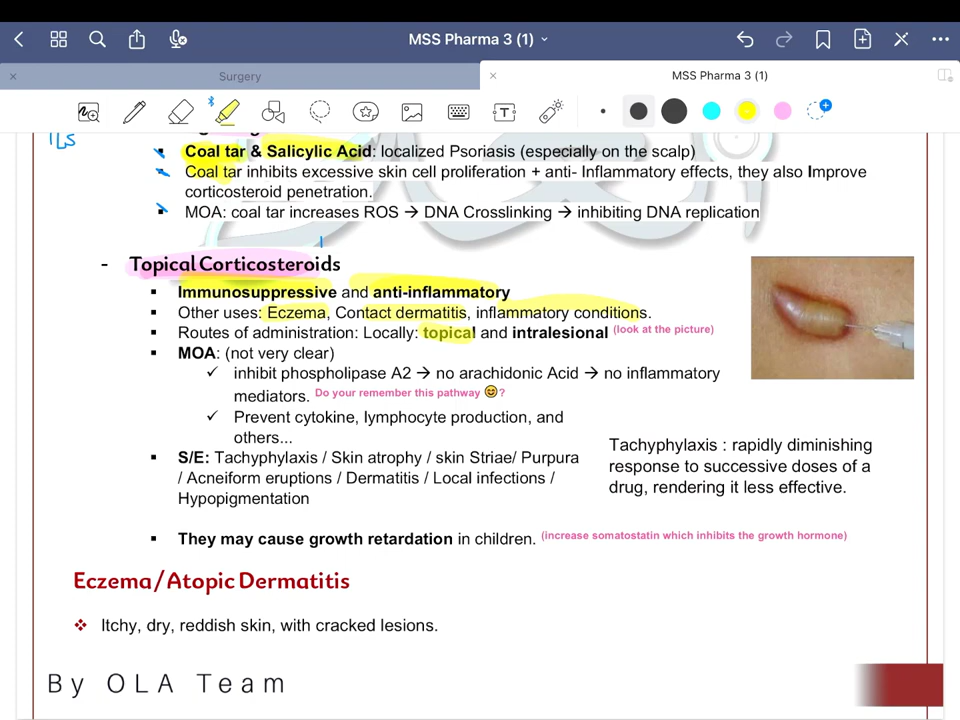 MSS Pharma 3 (1)
Surgery
MSS Pharma 3 (1)
Coal tar & Salicylic Acid: localized Psoriasis (especially on the scalp)
Coal tar inhibits excessive skin cell proliferation + anti- Inflammatory effects, they also Improve
corticosteroid penetration.
MOA: coal tar increases ROS → DNA Crosslinking → inhibiting DNA replication
- Topical Corticosteroids
Immunosuppressive and anti-inflammatory
Other uses: Eczema, Contact dermatitis, inflammatory conditions.
Routes of administration: Locally: topical and intralesional (look at the picture)
MOA: (not very clear)
✓ inhibit phospholipase A2 → no arachidonic Acid → no inflammatory
mediators. Do your remember this pathway 😊?
✓ Prevent cytokine, lymphocyte production, and
others...
S/E: Tachyphylaxis / Skin atrophy / skin Striae/ Purpura
/ Acneiform eruptions / Dermatitis / Local infections /
Hypopigmentation
Tachyphylaxis : rapidly diminishing
response to successive doses of a
drug, rendering it less effective.
They may cause growth retardation in children. (increase somatostatin which inhibits the growth hormone)
Eczema/Atopic Dermatitis
❖ Itchy, dry, reddish skin, with cracked lesions.
By OLA Team